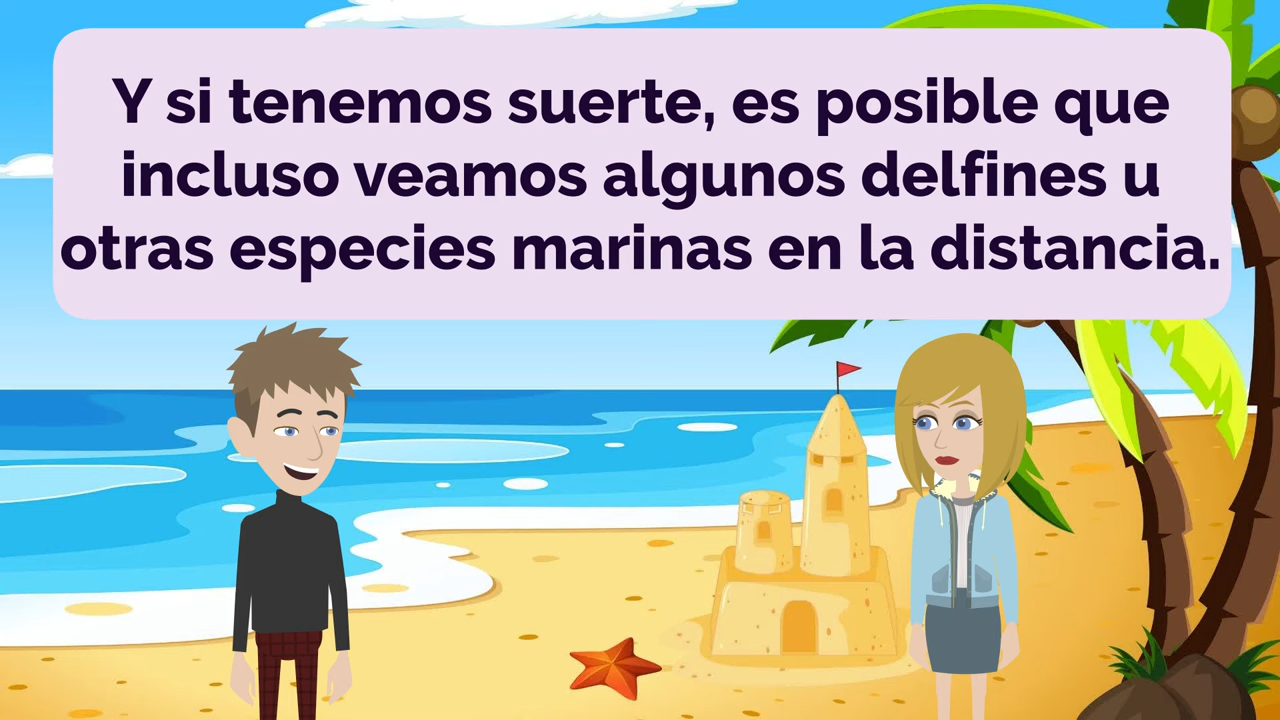 Y si tenemos suerte, es posible que
incluso veamos algunos delfines u
otras especies marinas en la distancia.